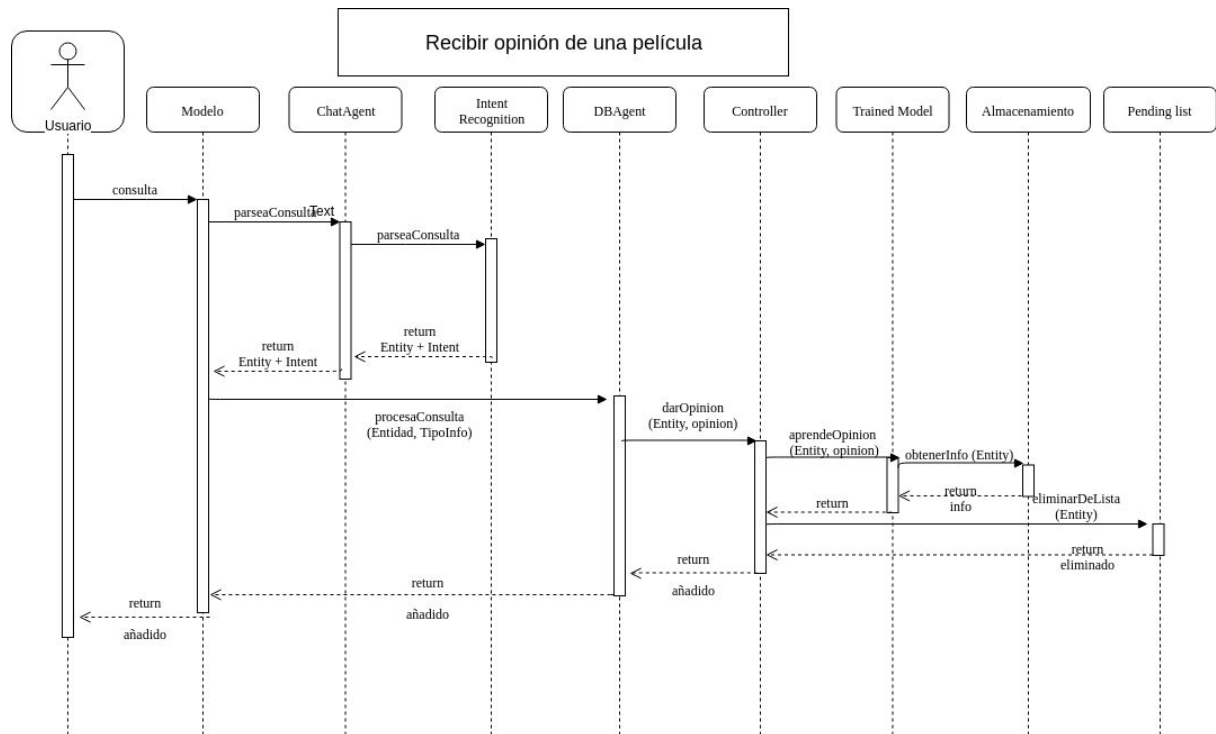 Recibir opinión de una película
Usuario
Modelo
ChatAgent
Intent
Recognition
DBAgent
Controller
Trained Model
Almacenamiento
Pending list
consulta
parseaConsulta
Text
parseaConsulta
return
Entity + Intent
return
Entity + Intent
procesaConsulta
(Entidad, TipoInfo)
darOpinion
(Entity, opinion)
aprendeOpinion
(Entity, opinion)
obtenerInfo (Entity)
return
info
return
eliminarDeLista
(Entity)
return
eliminado
return
añadido
return
añadido
return
añadido